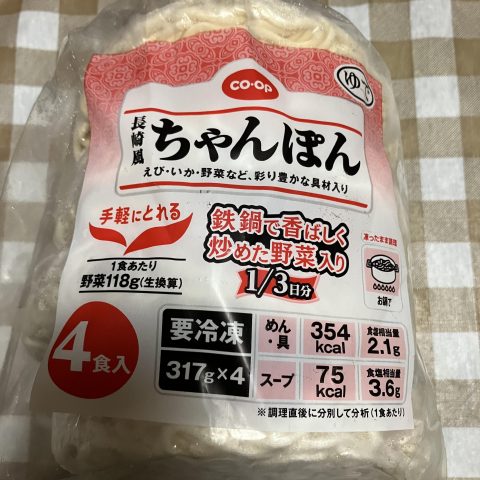 CO・OP
ゆで
長崎風
ちゃんぽん
えび・いか・野菜など、彩り豊かな具材入り
手軽にとれる
1食あたり
野菜118g(生換算)
鉄鍋で香ばしく
炒めた野菜入り
1/3日分
凍ったまま調理
お鍋で
4食入
要冷凍
317g×4
めん・具
354kcal
食塩相当量
2.1g
スープ
75kcal
食塩相当量
3.6g
※調理直後に分別して分析(1食あたり)